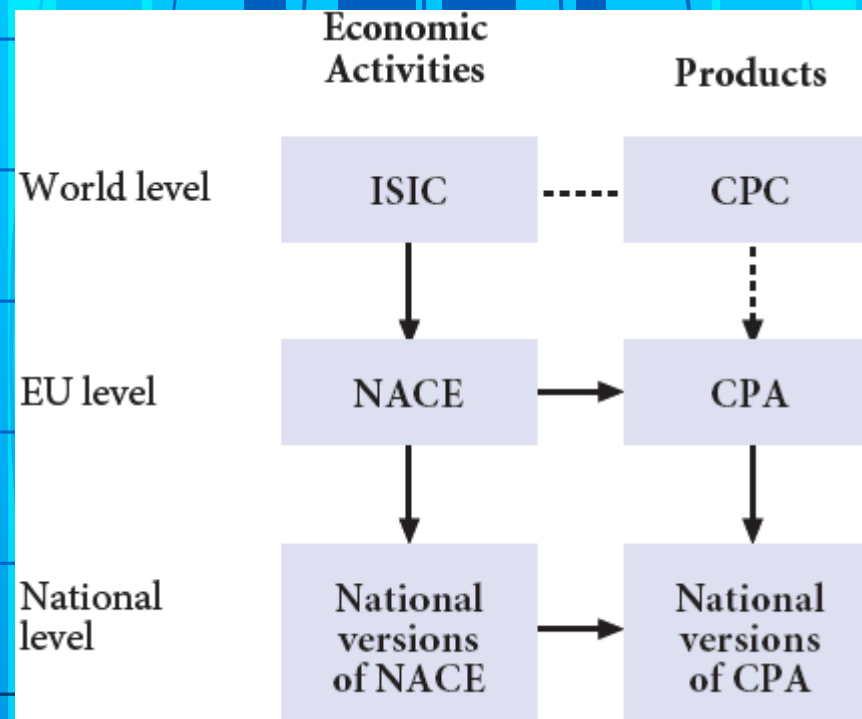 Economic
Activities
Products
World level
ISIC
CPC
EU level
NACE
CPA
National
level
National
versions
of NACE
National
versions
of CPA